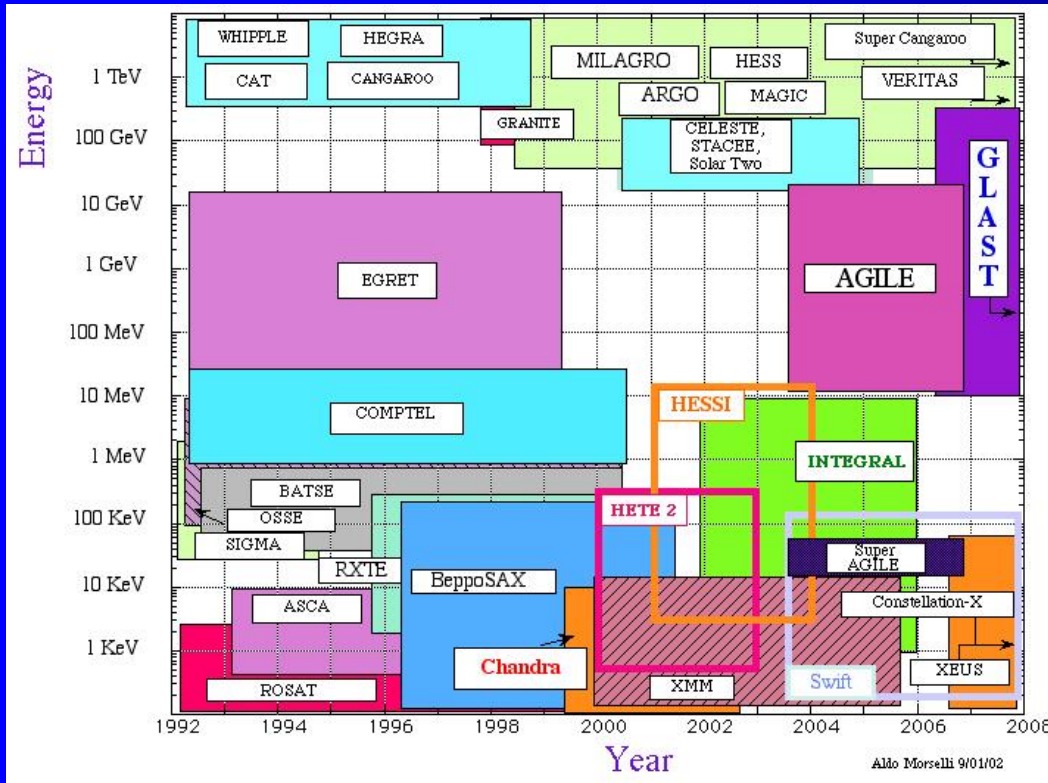 Energy
1 TeV
100 GeV
10 GeV
1 GeV
100 MeV
10 MeV
1 MeV
100 KeV
10 KeV
1 KeV
WHIPPLE
HEGRA
CAT
CANGAROO
GRANITE
MILAGRO
HESS
ARGO
MAGIC
Super Cangaroo
VERITAS
CELESTE,
STACEE,
Solar Two
GLAST
EGRET
AGILE
COMPTEL
HESSI
INTEGRAL
BATSE
OSSE
SIGMA
HETE 2
RXTE
BeppoSAX
Super
AGILE
ASCA
Constellation-X
Chandra
ROSAT
XMM
Swift
XEUS
1992
1994
1996
1998
2000
2002
2004
2006
2008
Year
Aldo Morselli 9/01/02